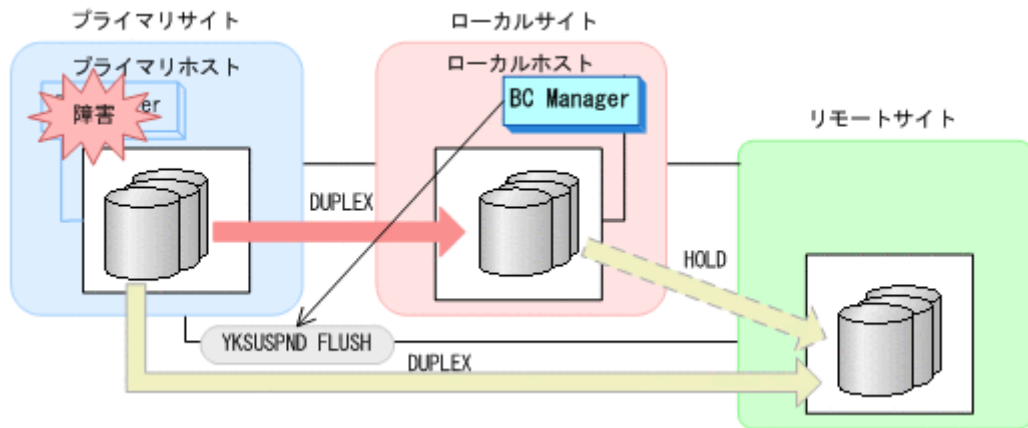 プライマリサイト
ローカルサイト
プライマリホスト
ローカルホスト
障害
BC Manager
リモートサイト
DUPLEX
HOLD
YKSUSPND FLUSH
DUPLEX